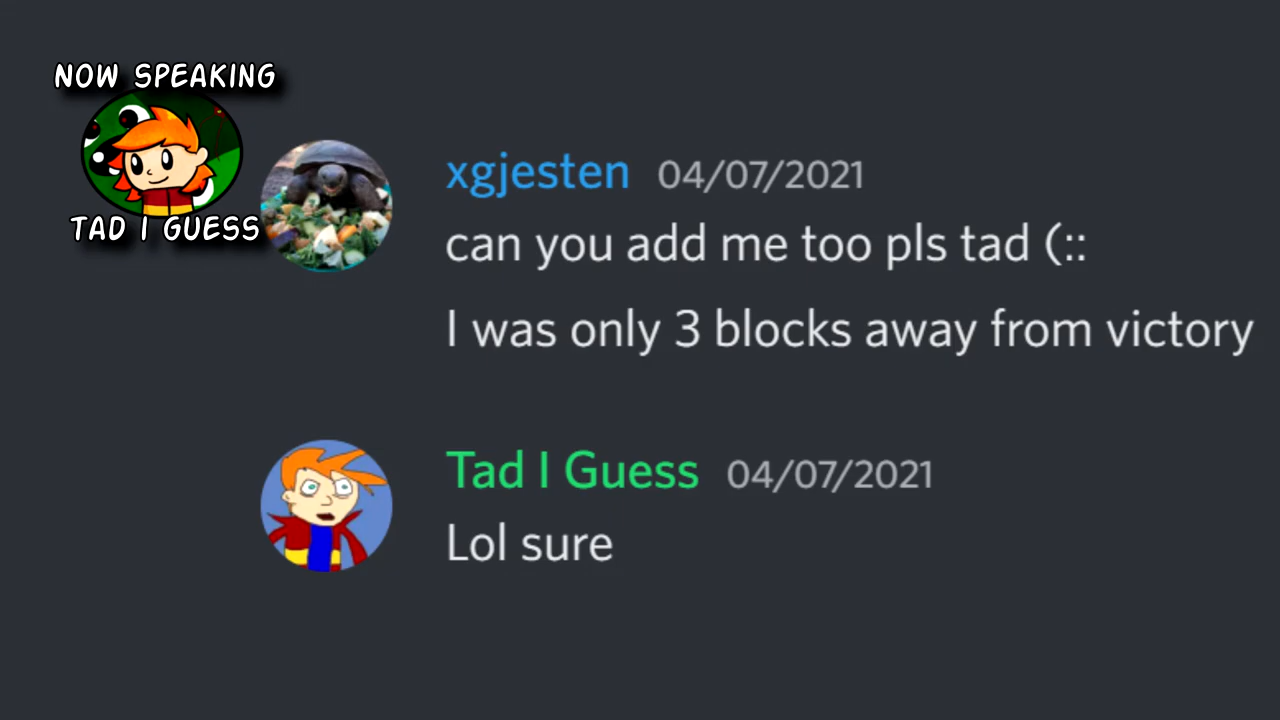 NOW SPEAKING
TAD I GUESS
xgjesten 04/07/2021
can you add me too pls tad (::
I was only 3 blocks away from victory
Tad I Guess 04/07/2021
Lol sure